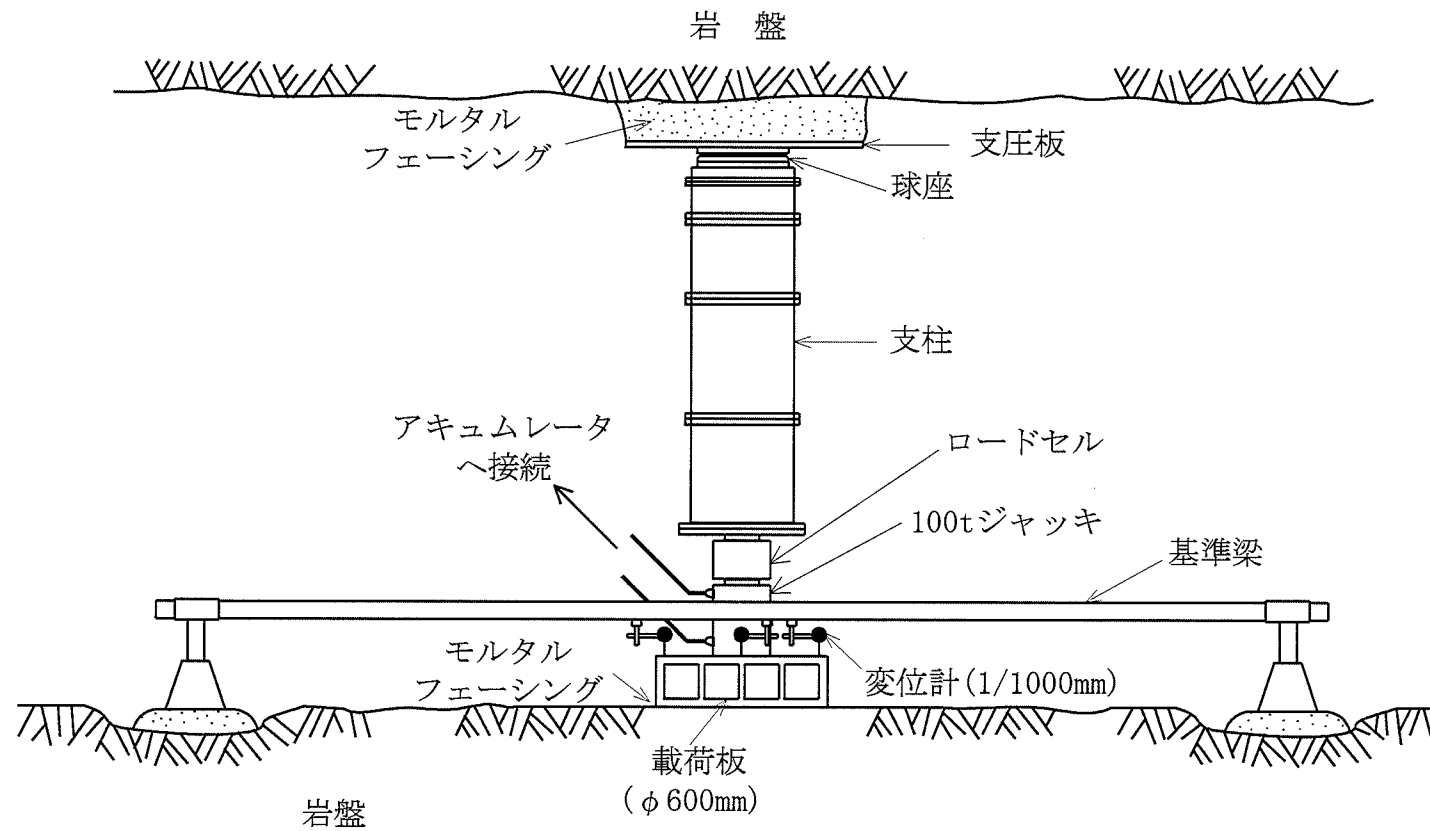 岩　盤
モルタル
フェーシング
支圧板
球座
支柱
アキュムレータ
へ接続
ロードセル
100tジャッキ
基準梁
モルタル
フェーシング
変位計(1/1000mm)
載荷板
(φ600mm)
岩盤